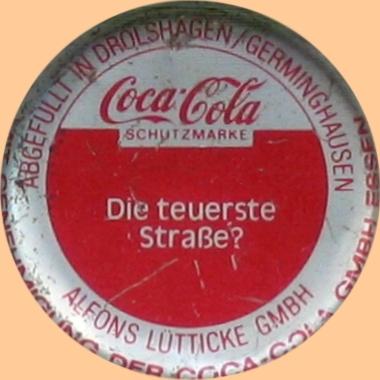 ABGEFÜLLT IN DROLSHAGEN/GERMINGHAUSEN
Coca-Cola
SCHUTZMARKE
Die teuerste
Straße?
ALFONS LÜTTICKE GMBH
DER COCA-COLA GMBH ESSEN